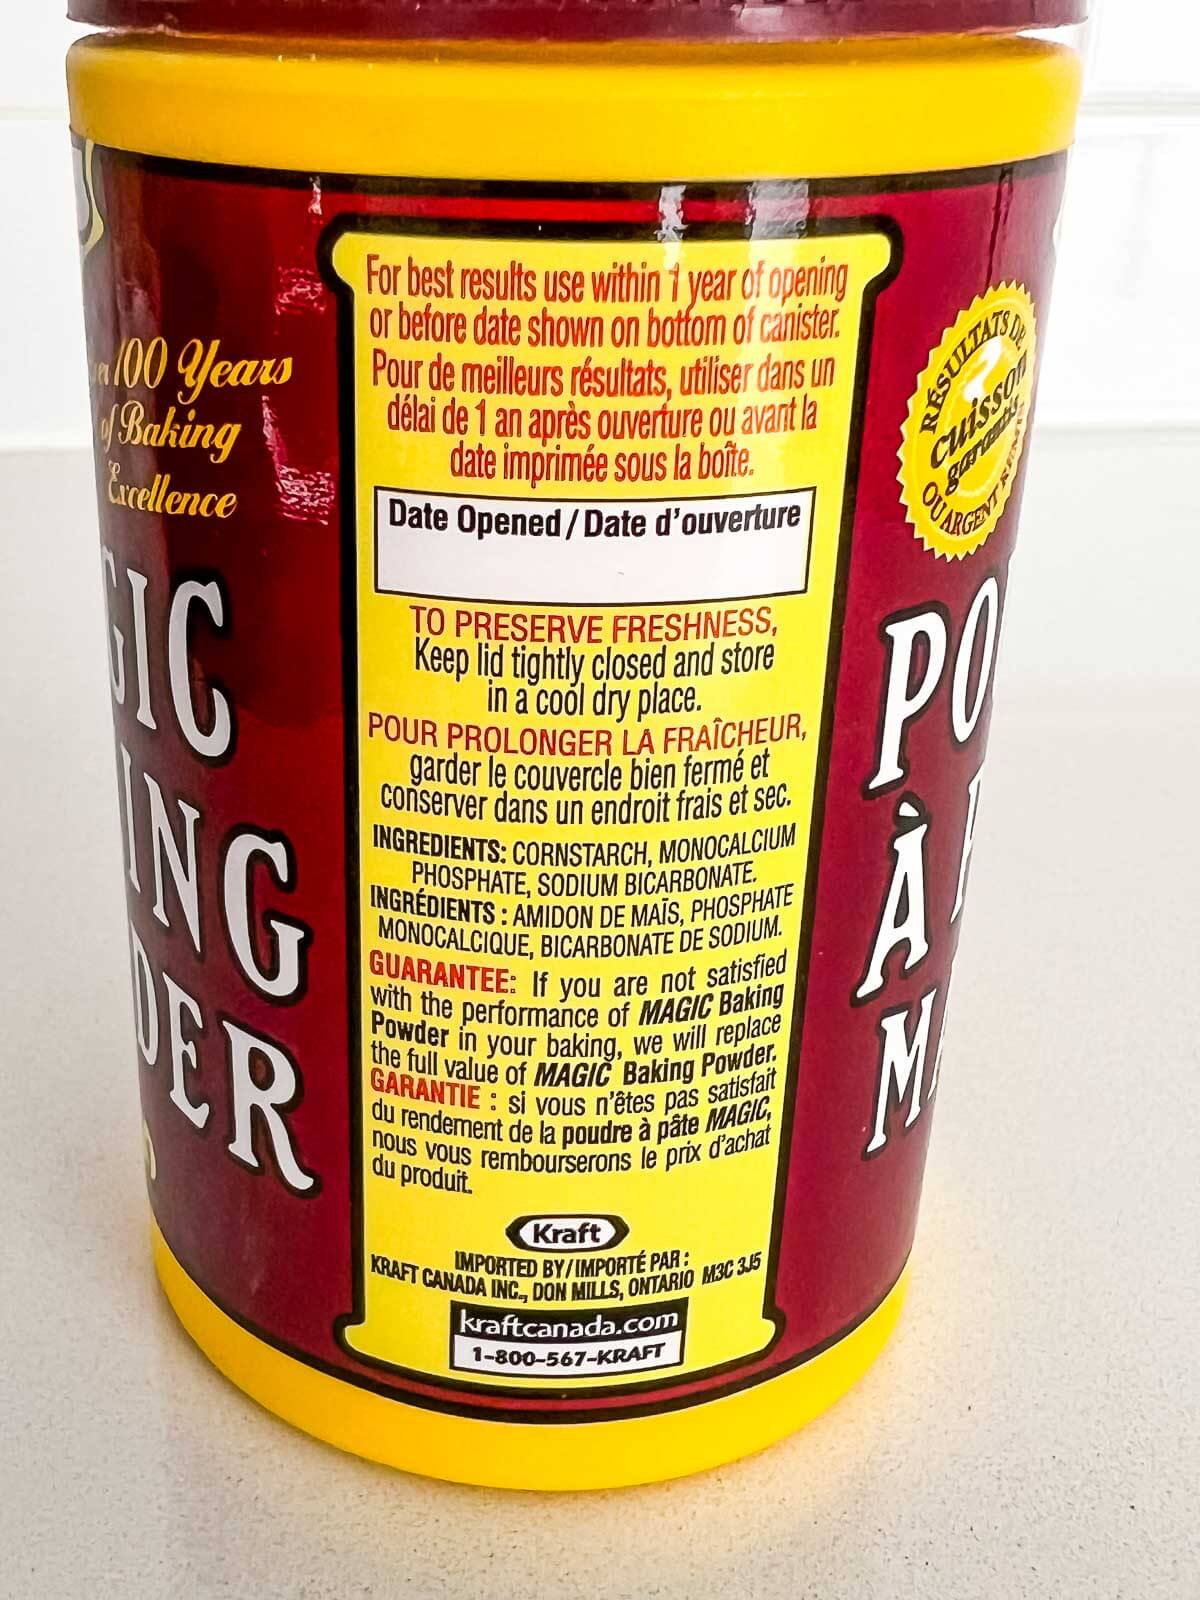 For best results use within 1 year of opening
or before date shown on bottom of canister.
Pour de meilleurs résultats, utiliser dans un
délai de 1 an après ouverture ou avant la
date imprimée sous la boîte.
Date Opened / Date d'ouverture
TO PRESERVE FRESHNESS,
Keep lid tightly closed and store
in a cool dry place.
POUR PROLONGER LA FRAÎCHEUR,
garder le couvercle bien fermé et
conserver dans un endroit frais et sec.
INGREDIENTS: CORNSTARCH, MONOCALCIUM
PHOSPHATE, SODIUM BICARBONATE.
INGRÉDIENTS : AMIDON DE MAÏS, PHOSPHATE
MONOCALCIQUE, BICARBONATE DE SODIUM.
GUARANTEE: If you are not satisfied
with the performance of MAGIC Baking
Powder in your baking, we will replace
the full value of MAGIC Baking Powder.
GARANTIE : si vous n'êtes pas satisfait
du rendement de la poudre à pâte MAGIC,
nous vous rembourserons le prix d'achat
du produit.
Kraft
IMPORTED BY/IMPORTÉ PAR :
KRAFT CANADA INC., DON MILLS, ONTARIO M3C 3J5
kraftcanada.com
1-800-567-KRAFT
100 Years
of Baking
Excellence
GIC
ING
DER
RÉSULTATS DE
cuisson
garantis
OU ARGENT
PO
À
M